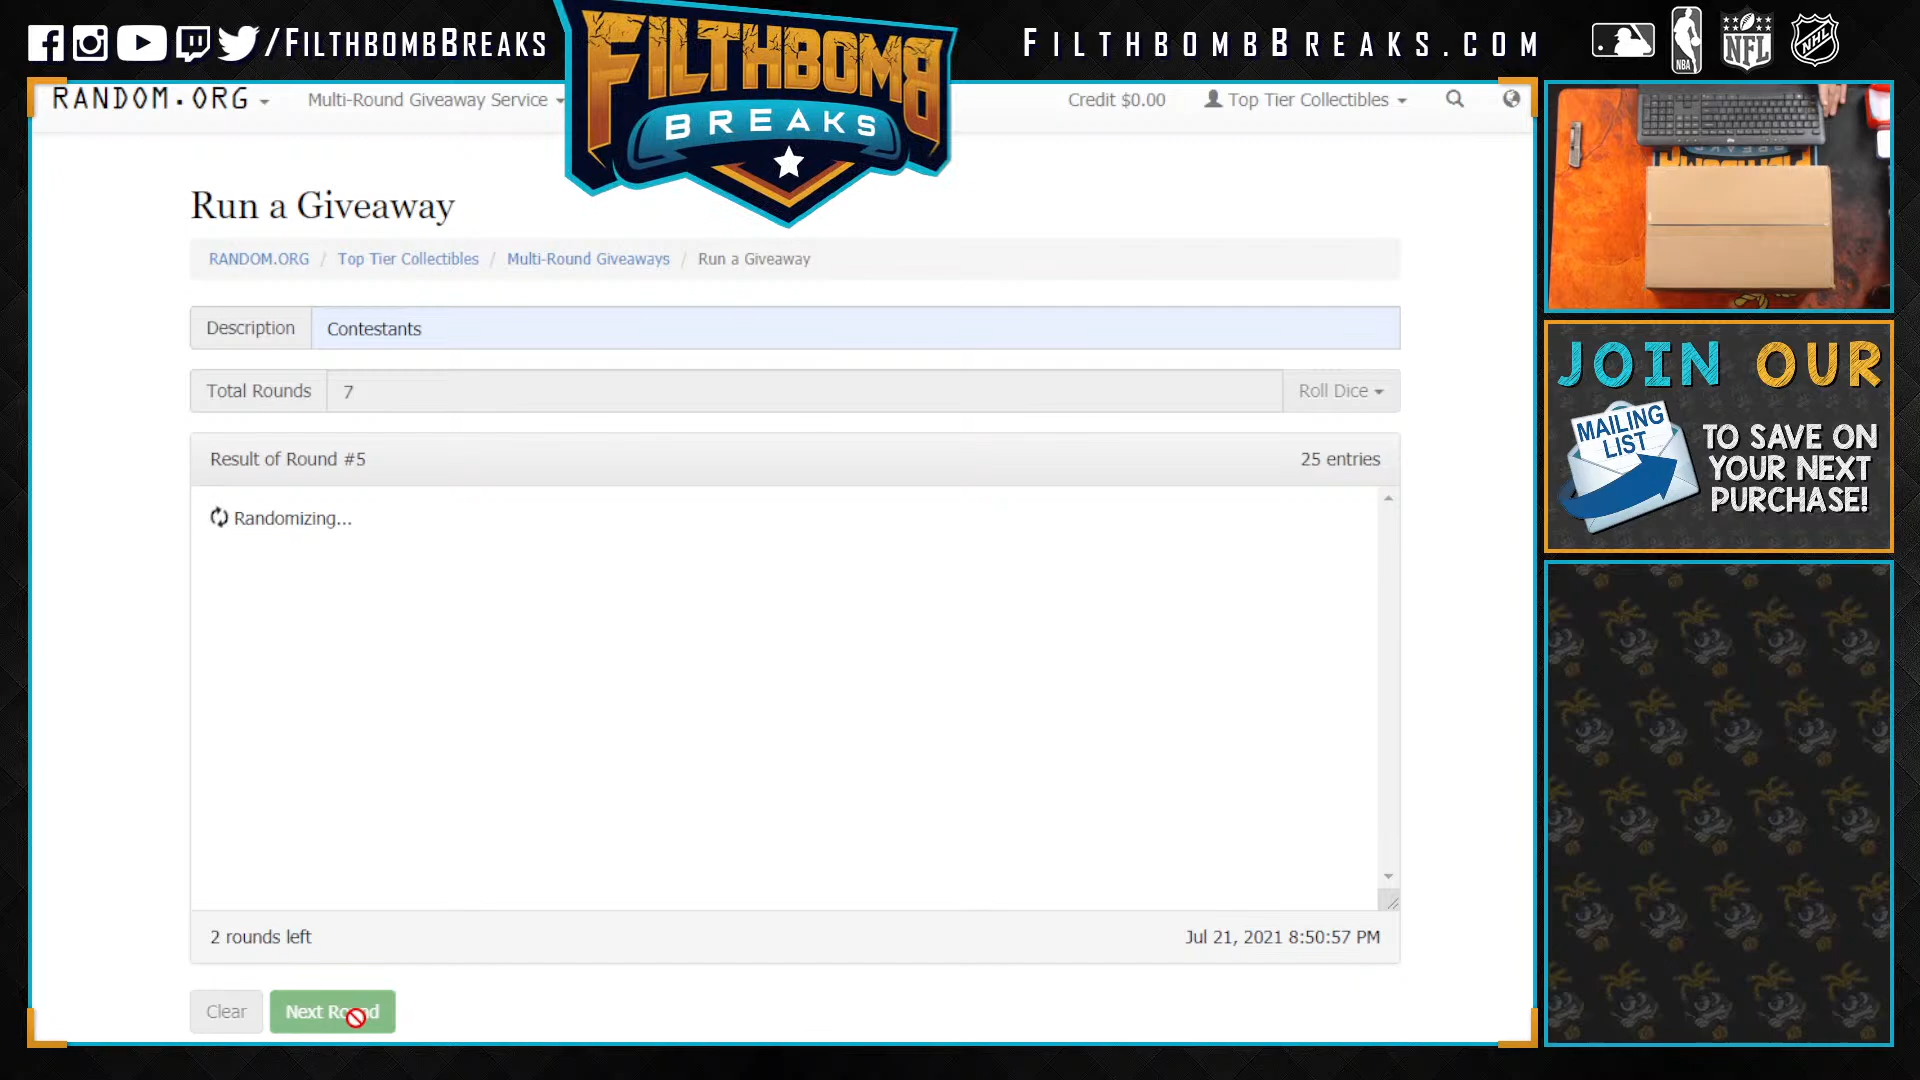 /FILTHBOMBBREAKS
FILTHBOMB
BREAKS
FILTHBOMBBREAKS.COM
NBA
NFL
NHL
RANDOM.ORG
Multi-Round Giveaway Service
Credit $0.00
Top Tier Collectibles
Run a Giveaway
RANDOM.ORG / Top Tier Collectibles / Multi-Round Giveaways / Run a Giveaway
Description
Contestants
Total Rounds
7
Roll Dice
Result of Round #5
25 entries
Randomizing...
2 rounds left
Jul 21, 2021 8:50:57 PM
Clear
Next Round
BREAKS
JOIN OUR
MAILING
LIST
TO SAVE ON
YOUR NEXT
PURCHASE!